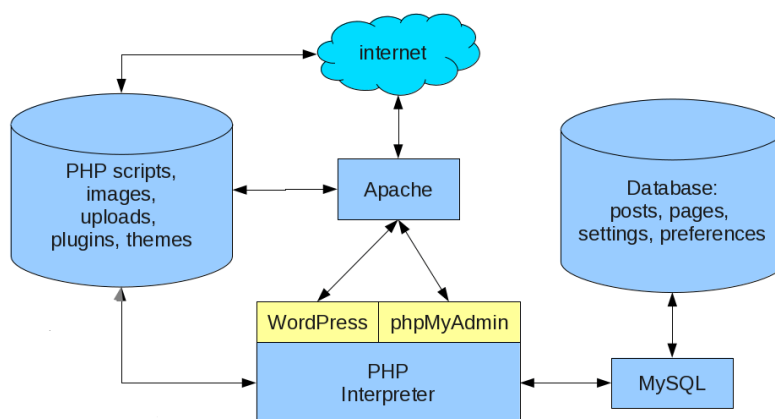 internet
PHP scripts,
images,
uploads,
plugins, themes
Apache
Database:
posts, pages,
settings, preferences
WordPress
phpMyAdmin
PHP
Interpreter
MySQL